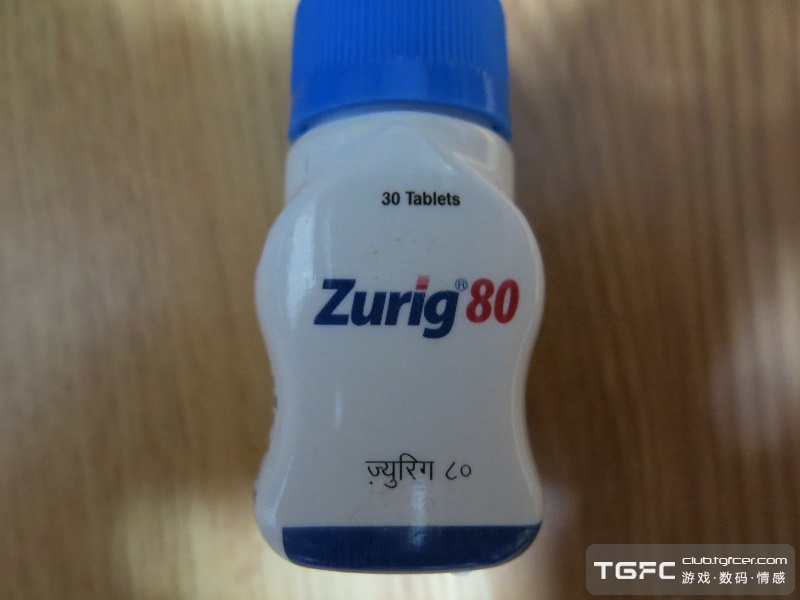 30 Tablets
Zurig® 80
ज़्युरिग ८०
TGFC club.tgfcer.com
游戏·数码·情感